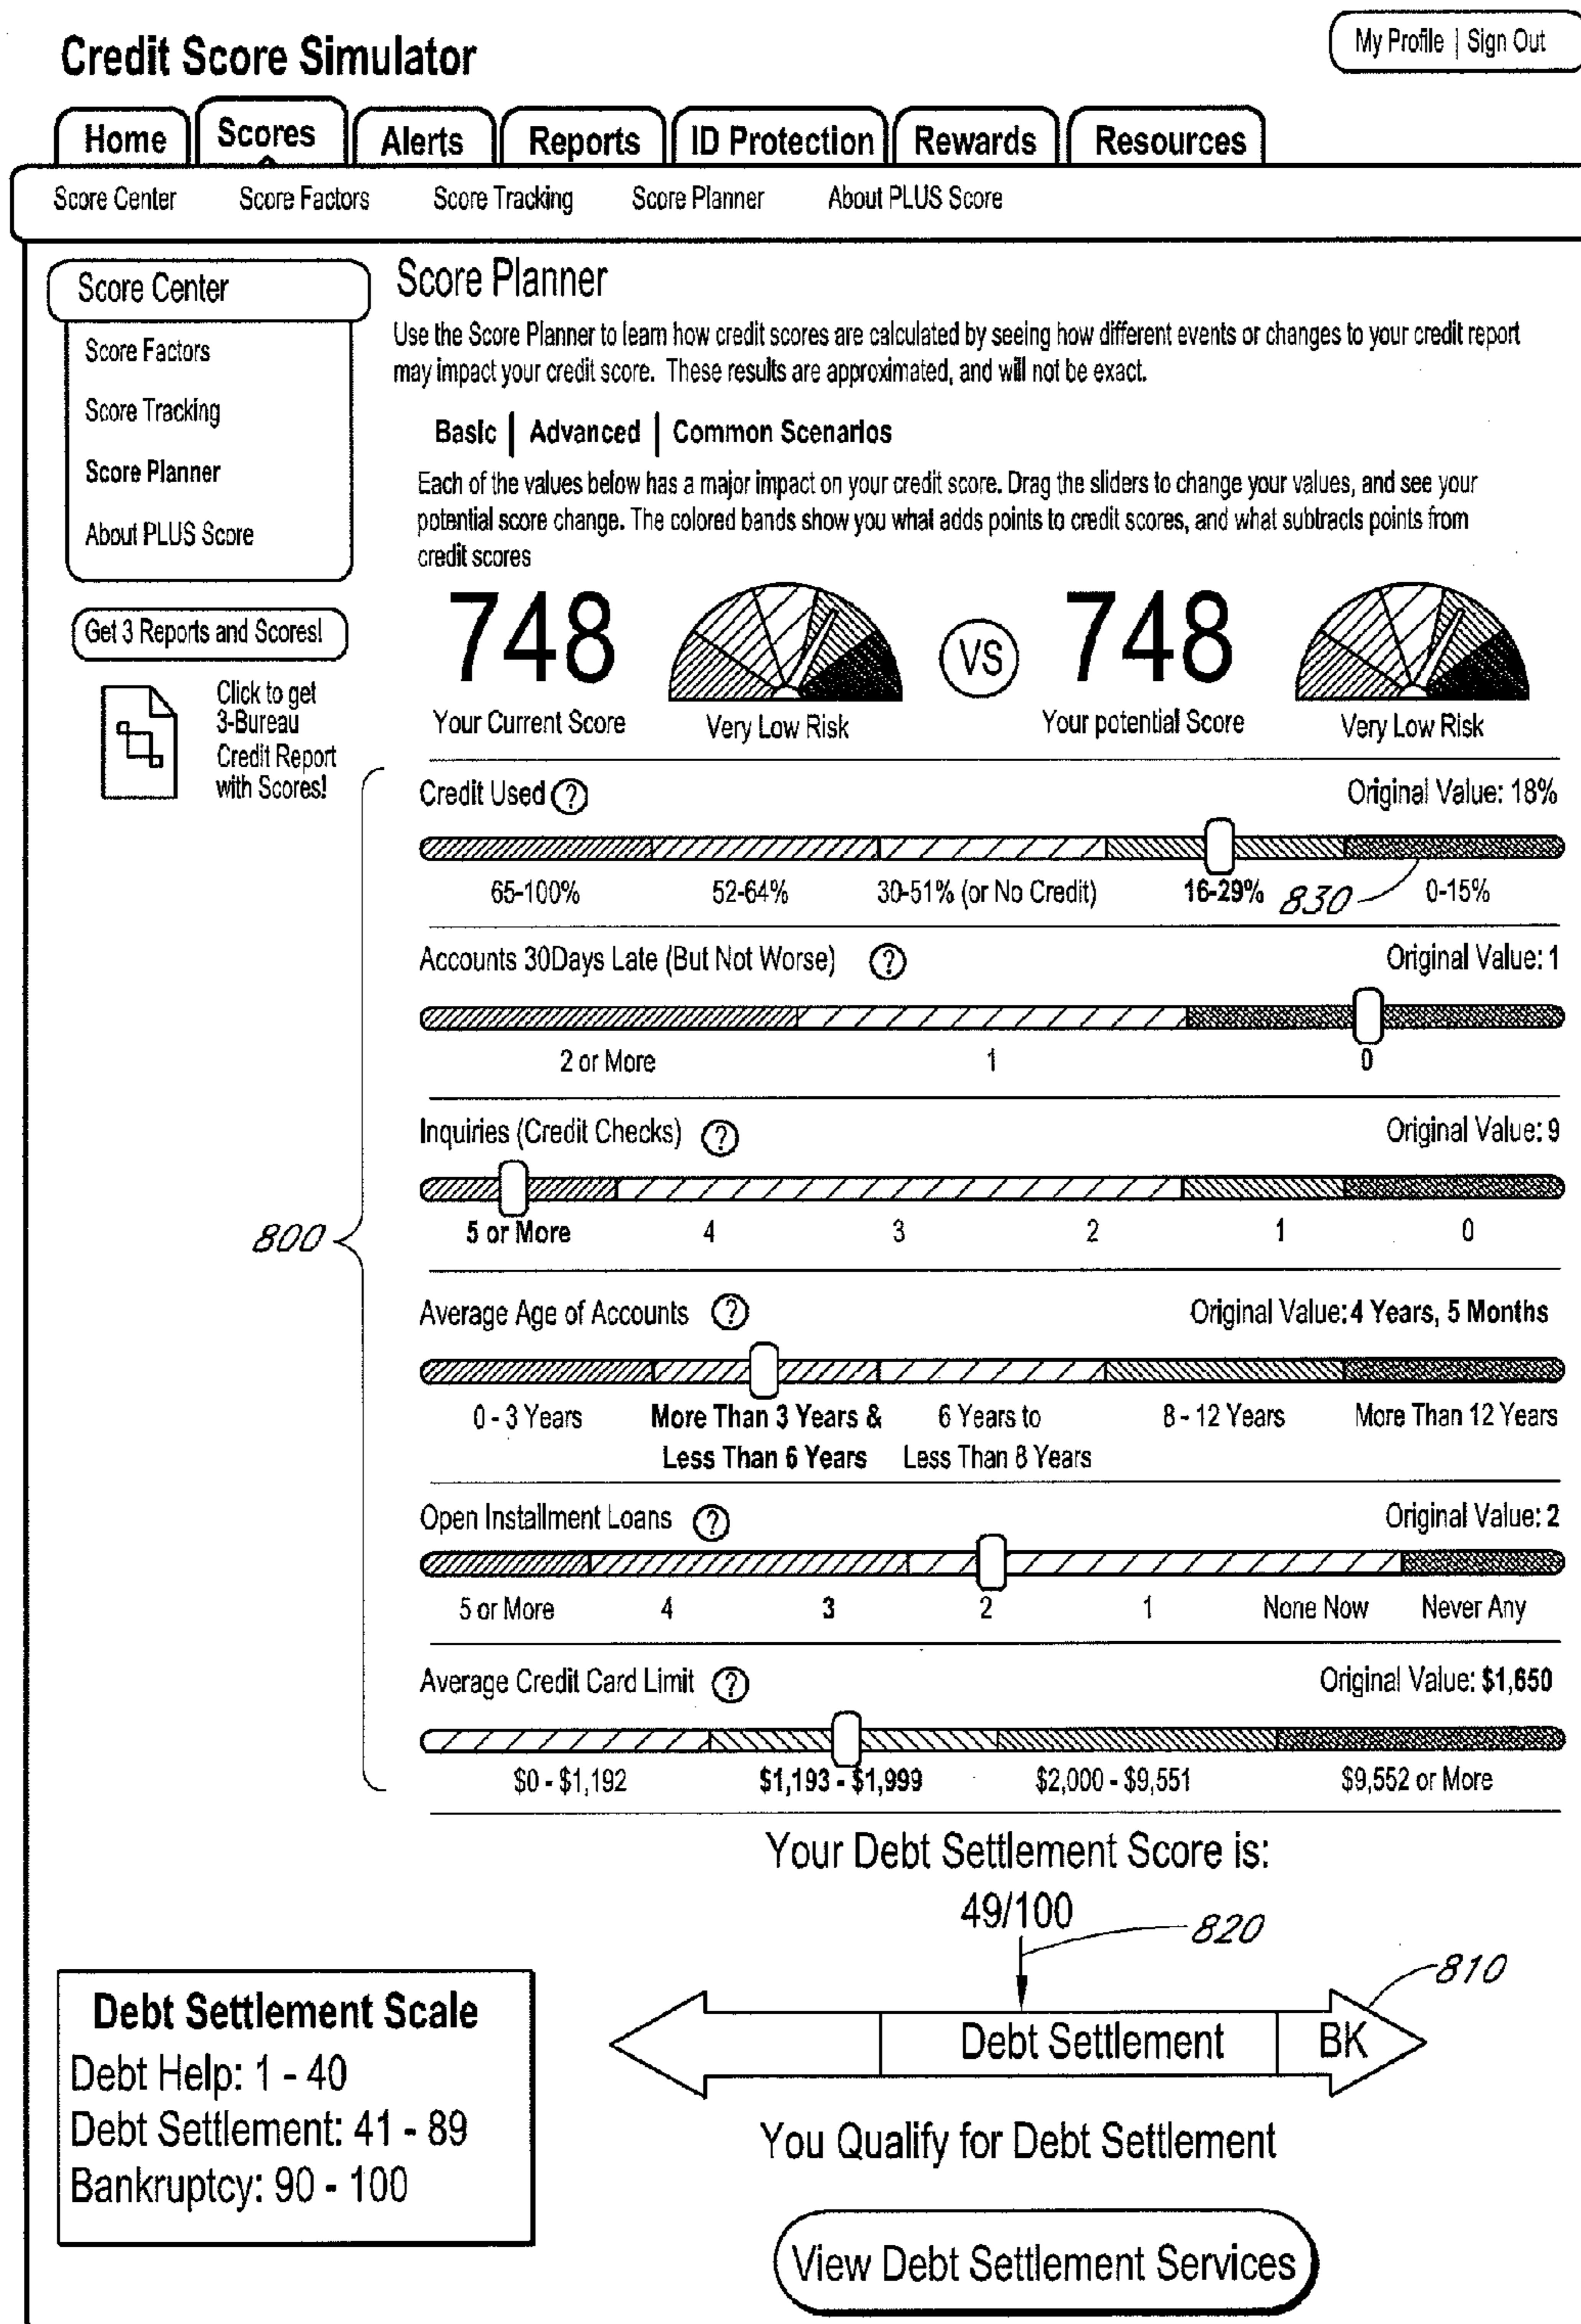 Credit Score Simulator
My Profile | Sign Out
Home Scores Alerts Reports ID Protection Rewards Resources
Score Center Score Factors Score Tracking Score Planner About PLUS Score
Score Center
Score Factors
Score Tracking
Score Planner
About PLUS Score
Get 3 Reports and Scores!
Click to get
3-Bureau
Credit Report
with Scores!
Score Planner
Use the Score Planner to learn how credit scores are calculated by seeing how different events or changes to your credit report
may impact your credit score. These results are approximated, and will not be exact.
Basic | Advanced | Common Scenarios
Each of the values below has a major impact on your credit score. Drag the sliders to change your values, and see your
potential score change. The colored bands show you what adds points to credit scores, and what subtracts points from
credit scores
748 VS 748
Your Current Score Very Low Risk Your potential Score Very Low Risk
800
Credit Used ? Original Value: 18%
65-100% 52-64% 30-51% (or No Credit) 16-29% 830 0-15%
Accounts 30Days Late (But Not Worse) ? Original Value: 1
2 or More 1 0
Inquiries (Credit Checks) ? Original Value: 9
5 or More 4 3 2 1 0
Average Age of Accounts ? Original Value: 4 Years, 5 Months
0 - 3 Years More Than 3 Years & 6 Years to 8 - 12 Years More Than 12 Years
Less Than 6 Years Less Than 8 Years
Open Installment Loans ? Original Value: 2
5 or More 4 3 2 1 None Now Never Any
Average Credit Card Limit ? Original Value: $1,650
$0 - $1,192 $1,193 - $1,999 $2,000 - $9,551 $9,552 or More
Your Debt Settlement Score is:
49/100
820
810
Debt Settlement BK
You Qualify for Debt Settlement
View Debt Settlement Services
Debt Settlement Scale
Debt Help: 1 - 40
Debt Settlement: 41 - 89
Bankruptcy: 90 - 100